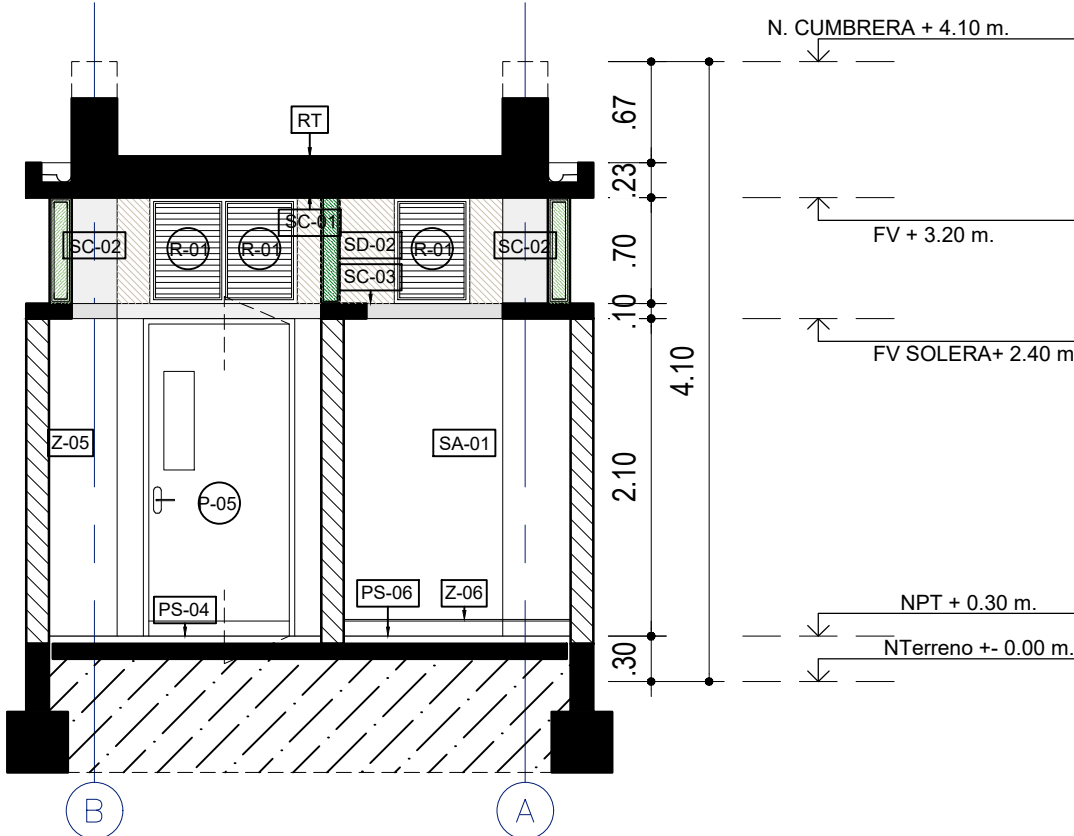 N. CUMBRERA + 4.10 m.
RT
.67
.23
SC-01
SC-02
R-01
R-01
SD-02
R-01
SC-02
SC-03
.70
FV + 3.20 m.
.10
FV SOLERA+ 2.40 m
4.10
Z-05
SA-01
2.10
P-05
PS-04
PS-06
Z-06
NPT + 0.30 m.
.30
NTerreno +- 0.00 m.
B
A